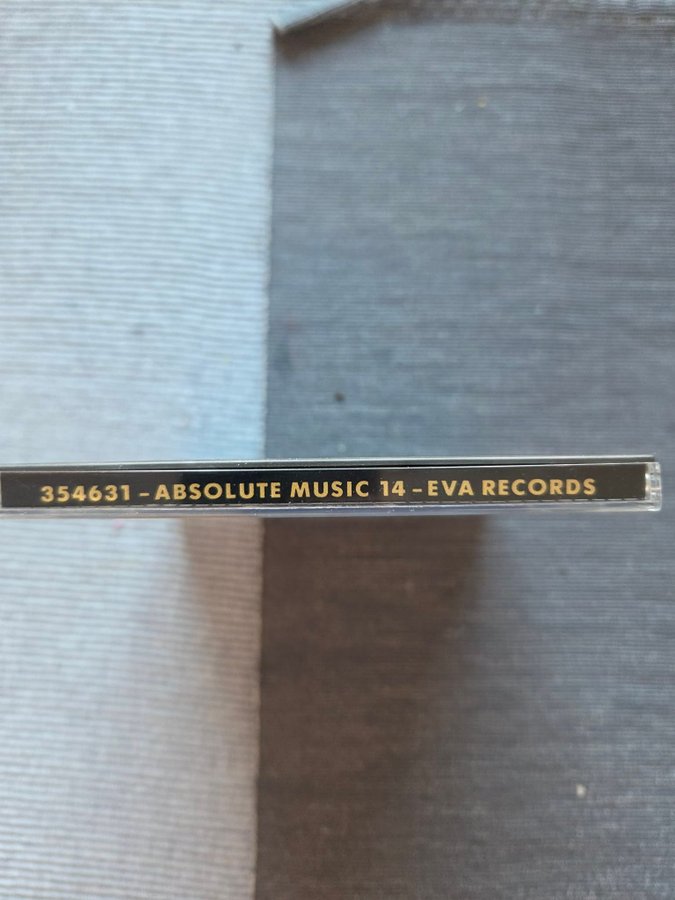 354631 – ABSOLUTE MUSIC 14 – EVA RECORDS